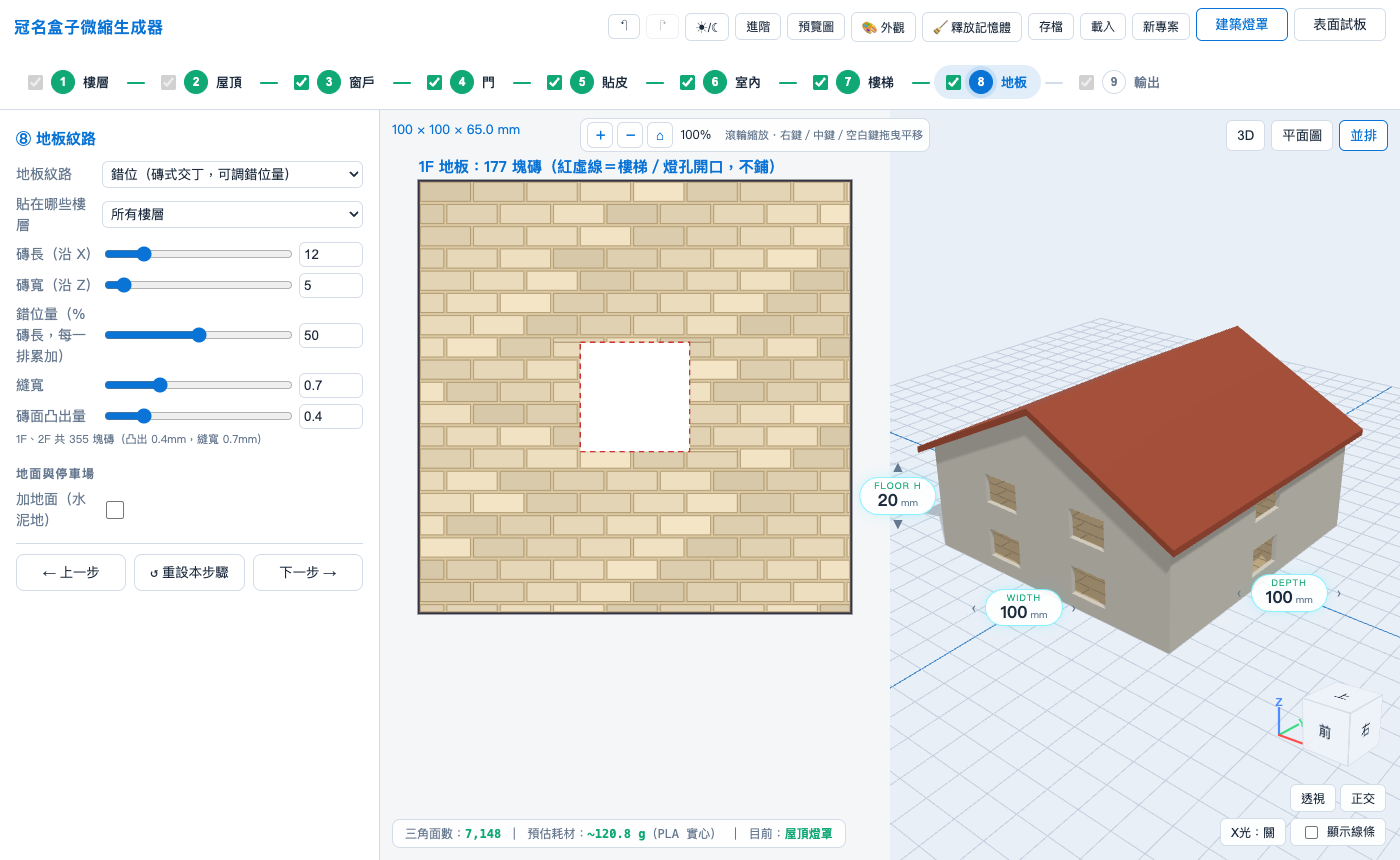 冠名盒子微縮生成器
☀/☾ 進階 預覽圖 🎨 外觀 🧹 釋放記憶體 存檔 載入 新專案 建築燈罩 表面試板
1 樓層 2 屋頂 3 窗戶 4 門 5 貼皮 6 室內 7 樓梯 8 地板 9 輸出
⑧ 地板紋路
地板紋路 錯位（磚式交丁，可調錯位量）
貼在哪些樓層 所有樓層
磚長（沿 X） 12
磚寬（沿 Z） 5
錯位量（% 磚長，每一排累加） 50
縫寬 0.7
磚面凸出量 0.4
1F、2F 共 355 塊磚（凸出 0.4mm，縫寬 0.7mm）
地面與停車場
加地面（水泥地）
← 上一步 ↺ 重設本步驟 下一步 →
100 × 100 × 65.0 mm
+ − ⌂ 100% 滾輪縮放・右鍵 / 中鍵 / 空白鍵拖曳平移
1F 地板：177 塊磚（紅虛線＝樓梯 / 燈孔開口，不鋪）
三角面數：7,148 | 預估耗材：~120.8 g (PLA 實心) | 目前：屋頂燈罩
3D 平面圖 並排
FLOOR H
20 mm
WIDTH
100 mm
DEPTH
100 mm
Z
前 右 上
透視 正交
X光：關 顯示線條